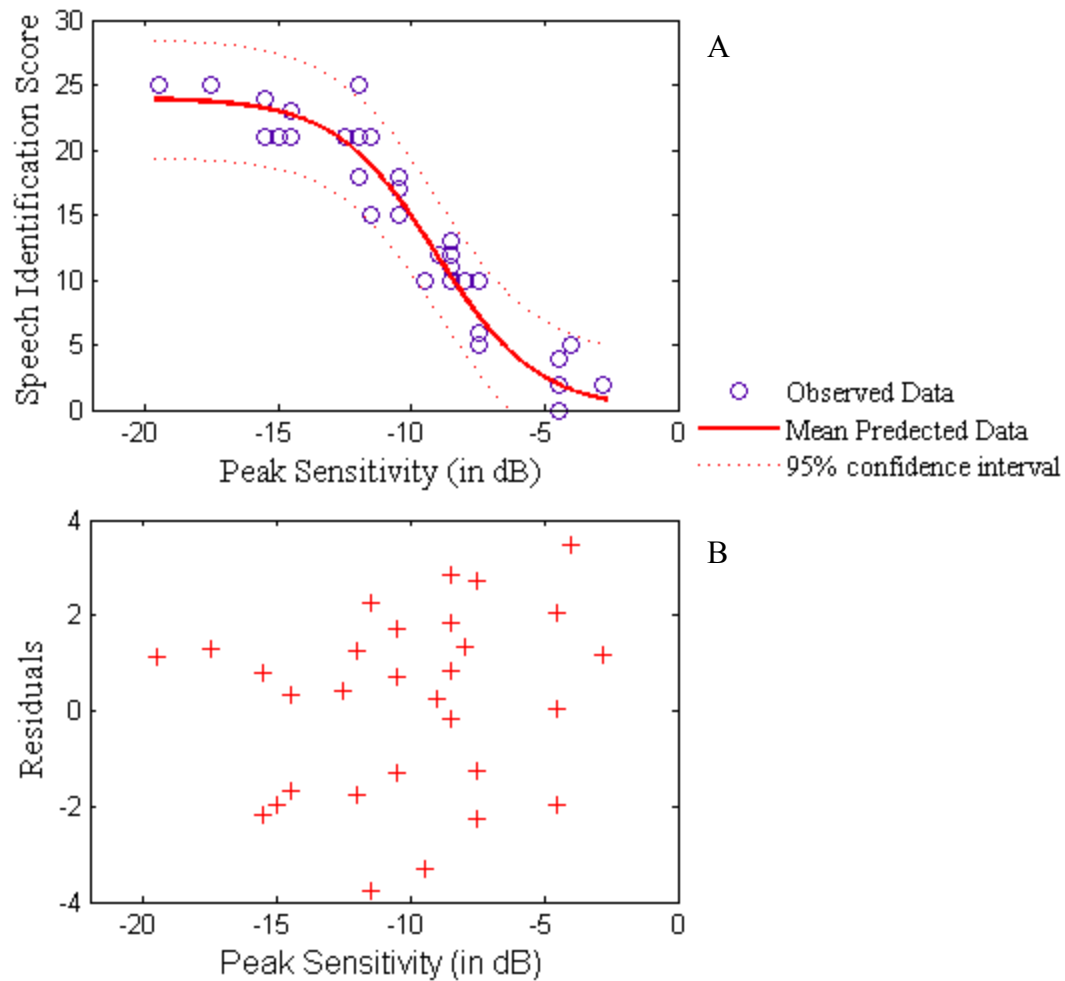 A
Speech Identification Score
30
25
20
15
10
5
0
-20
-15
-10
-5
0
Peak Sensitivity (in dB)
Observed Data
Mean Predected Data
95% confidence interval
B
Residuals
4
2
0
-2
-4
-20
-15
-10
-5
0
Peak Sensitivity (in dB)